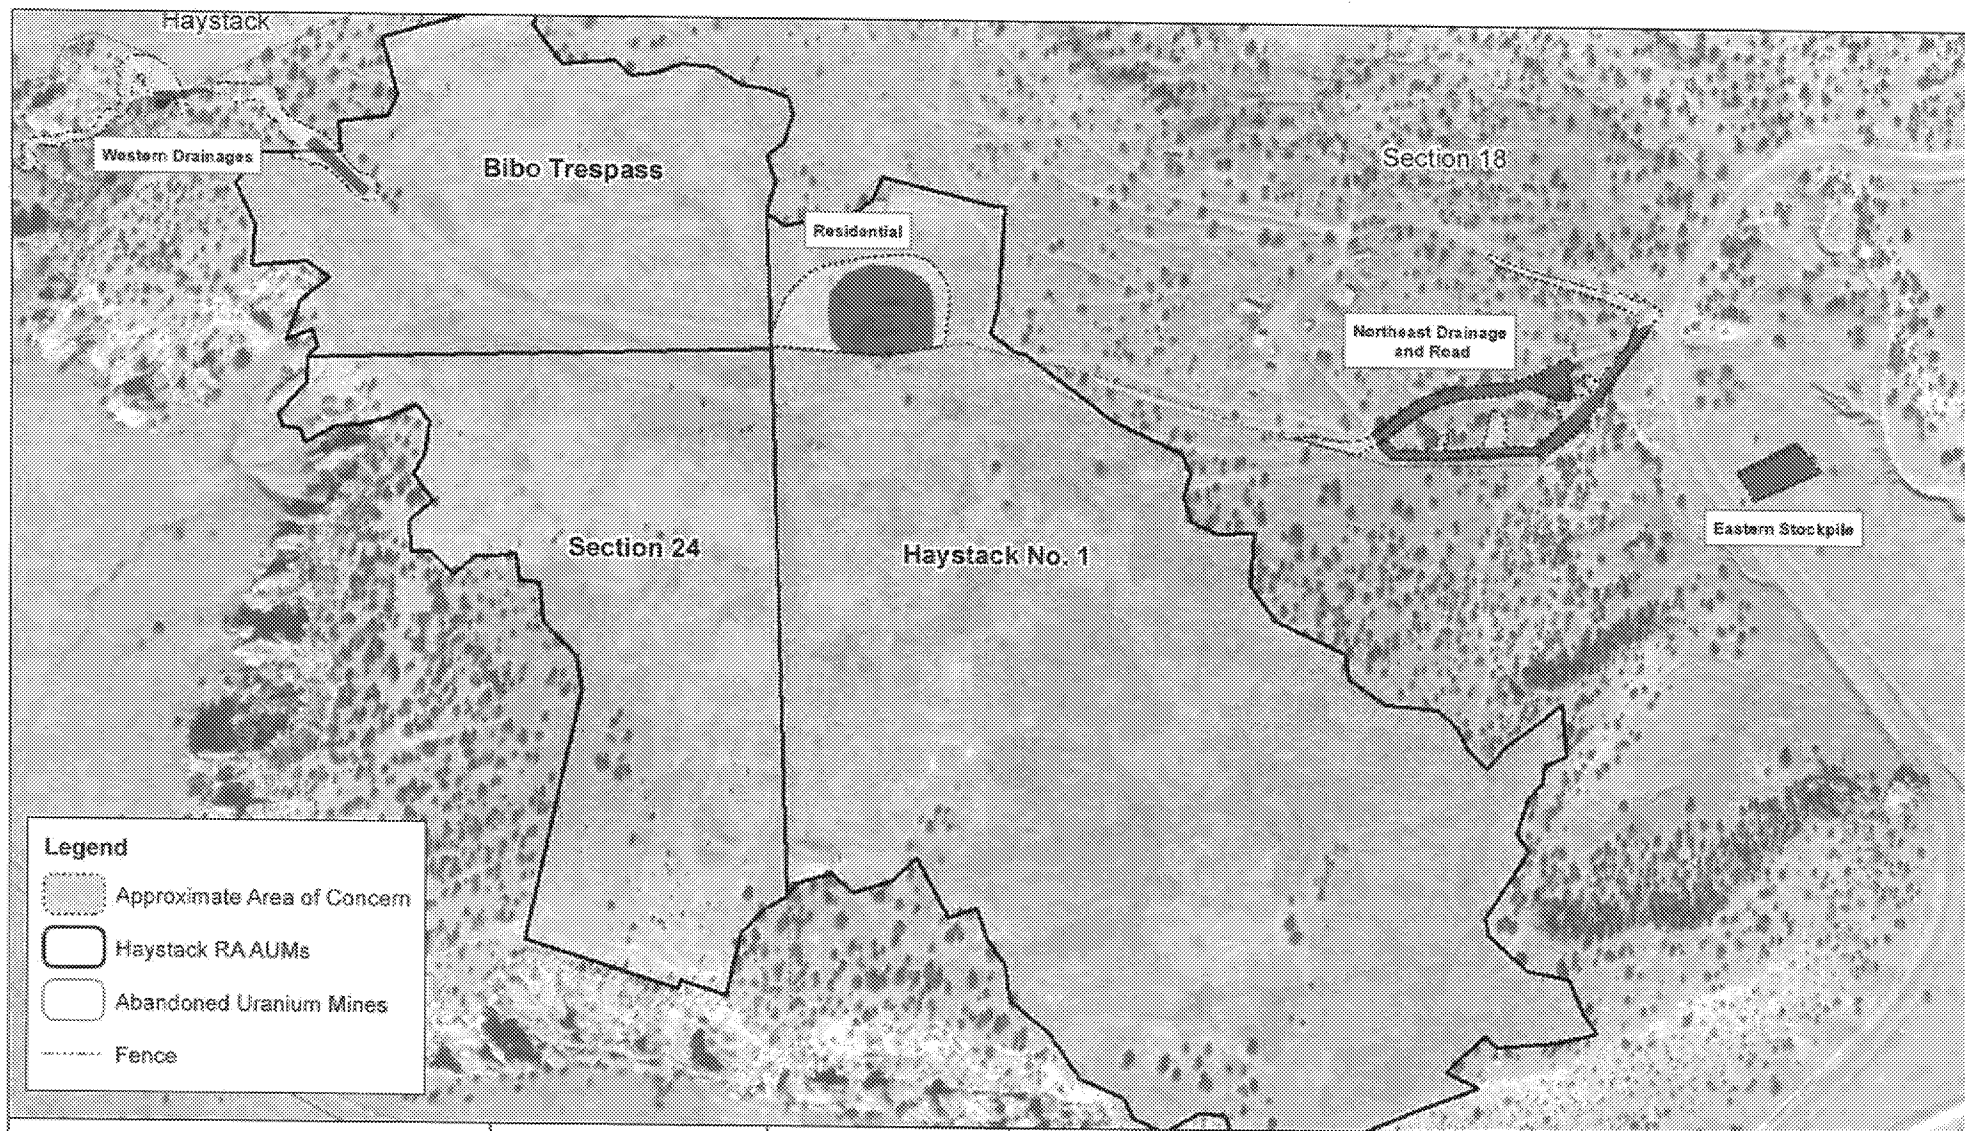 Haystack
Western Drainages
Bibo Trespass
Section 18
Residential
Northeast Drainage
and Road
Eastern Stockpile
Section 24
Haystack No. 1
Legend
Approximate Area of Concern
Haystack RA AUMs
Abandoned Uranium Mines
Fence